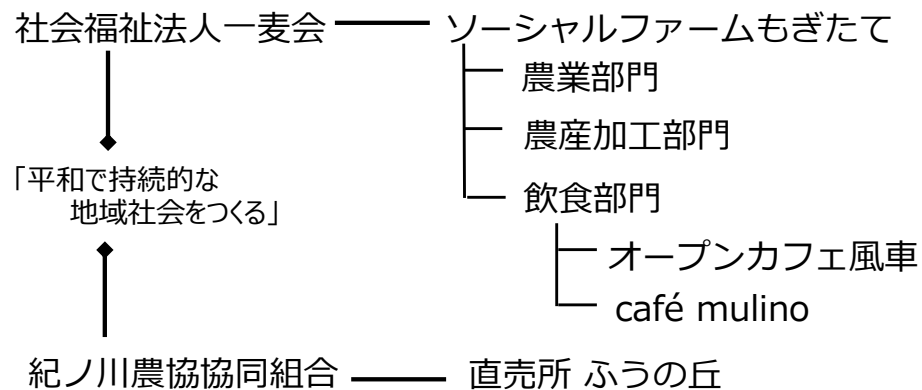 社会福祉法人一麦会
ソーシャルファームもぎたて
農業部門
農産加工部門
飲食部門
オープンカフェ風車
café mulino
「平和で持続的な
地域社会をつくる」
紀ノ川農協協同組合
直売所 ふうの丘